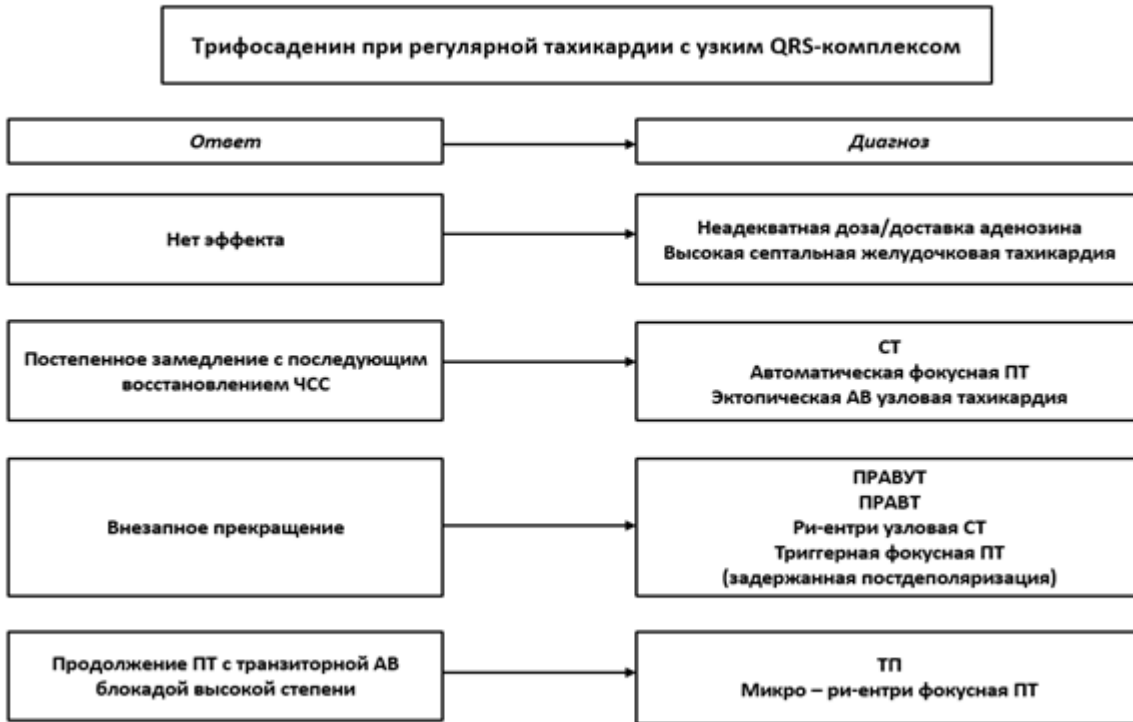 Трифосаденин при регулярной тахикардии с узким QRS-комплексом
Ответ
Диагноз
Нет эффекта
Неадекватная доза/доставка аденозина
Высокая септальная желудочковая тахикардия
Постепенное замедление с последующим
восстановлением ЧСС
СТ
Автоматическая фокусная ПТ
Эктопическая АВ узловая тахикардия
Внезапное прекращение
ПРАВУТ
ПРАВТ
Ри-ентри узловая СТ
Триггерная фокусная ПТ
(задержанная постдеполяризация)
Продолжение ПТ с транзиторной АВ
блокадой высокой степени
ТП
Микро – ри-ентри фокусная ПТ